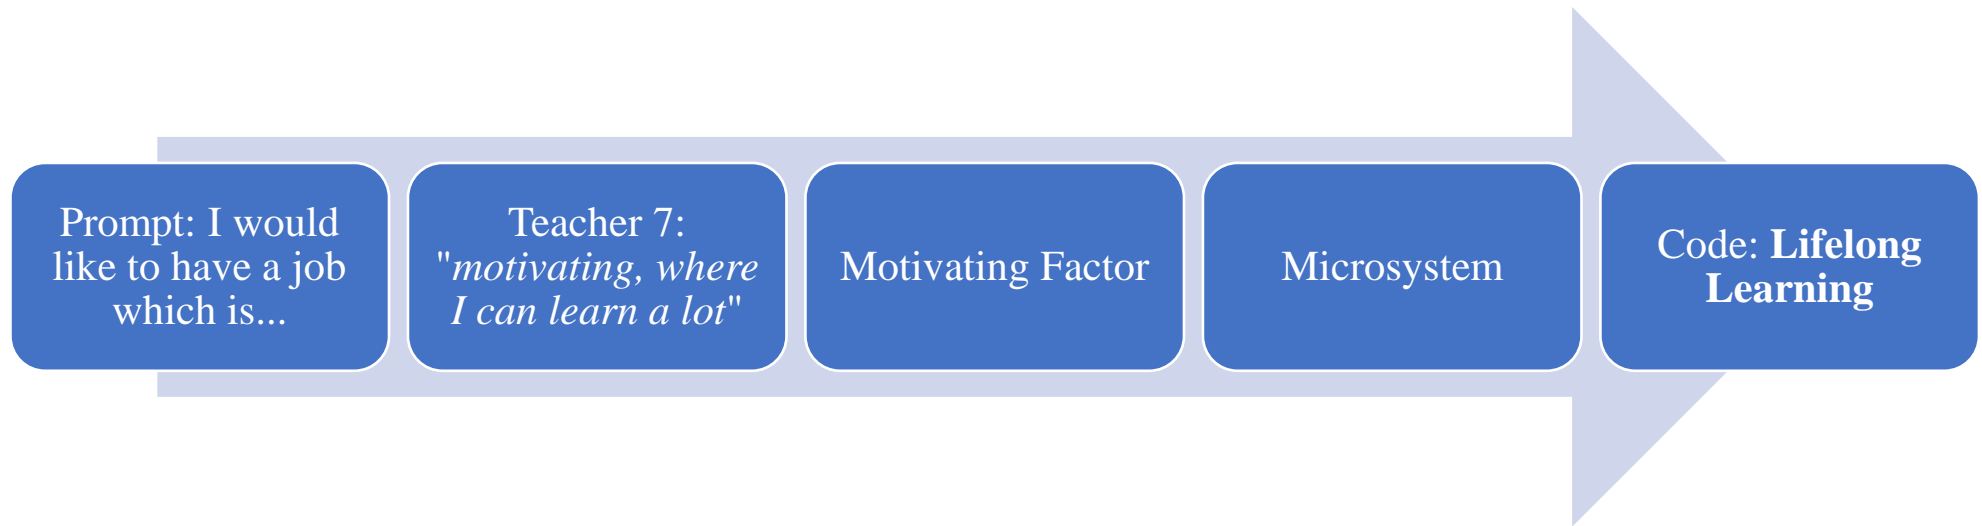 Prompt: I would
like to have a job
which is...
Teacher 7:
"motivating, where
I can learn a lot"
Motivating Factor
Microsystem
Code: Lifelong
Learning